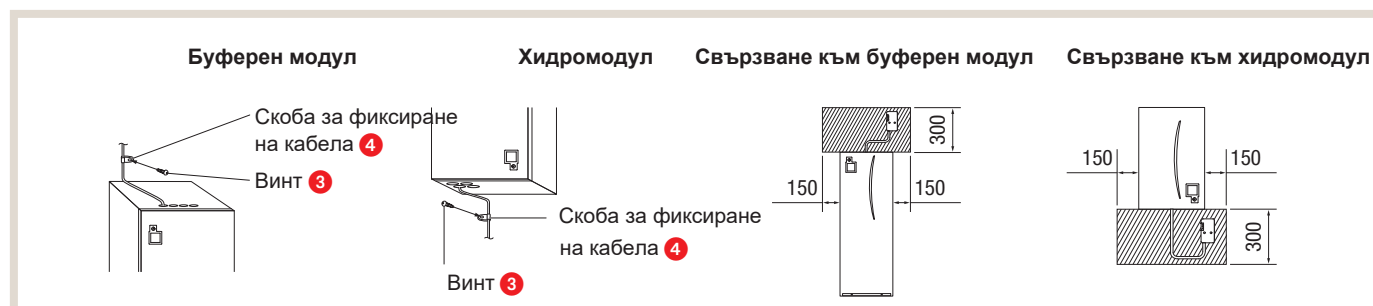 Буферен модул
Скоба за фиксиране
на кабела 4
Винт 3
Хидромодул
Скоба за фиксиране
на кабела 4
Винт 3
Свързване към буферен модул
300
150
150
Свързване към хидромодул
150
150
300